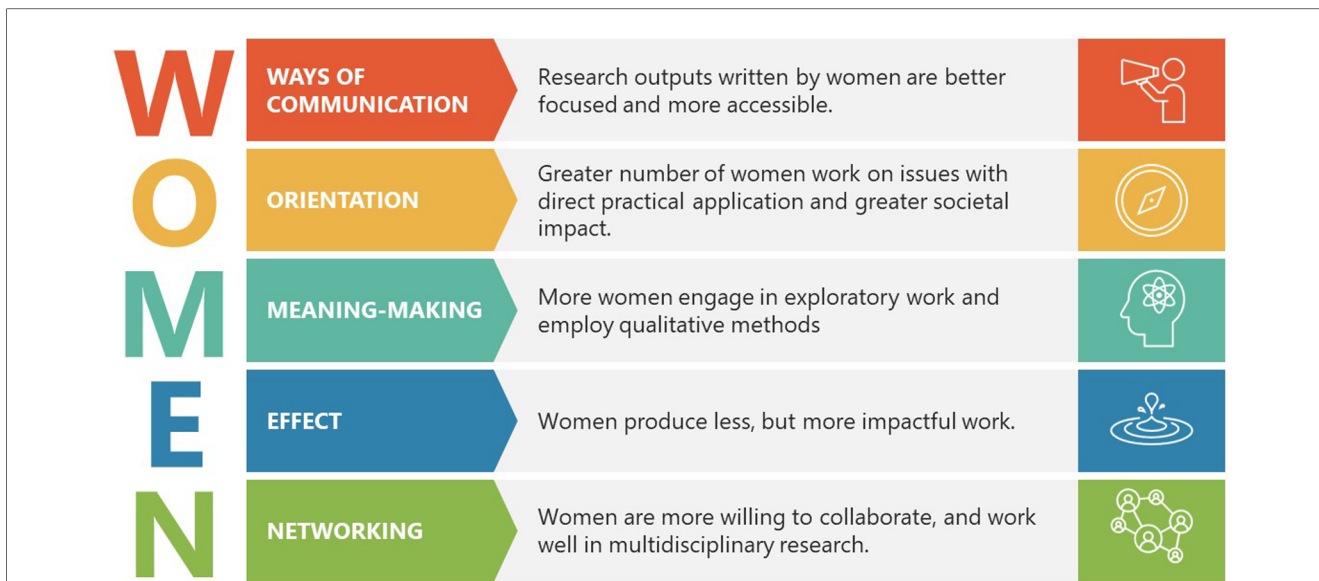 W
WAYS OF
COMMUNICATION
Research outputs written by women are better
focused and more accessible.
O
ORIENTATION
Greater number of women work on issues with
direct practical application and greater societal
impact.
M
MEANING-MAKING
More women engage in exploratory work and
employ qualitative methods
E
EFFECT
Women produce less, but more impactful work.
N
NETWORKING
Women are more willing to collaborate, and work
well in multidisciplinary research.